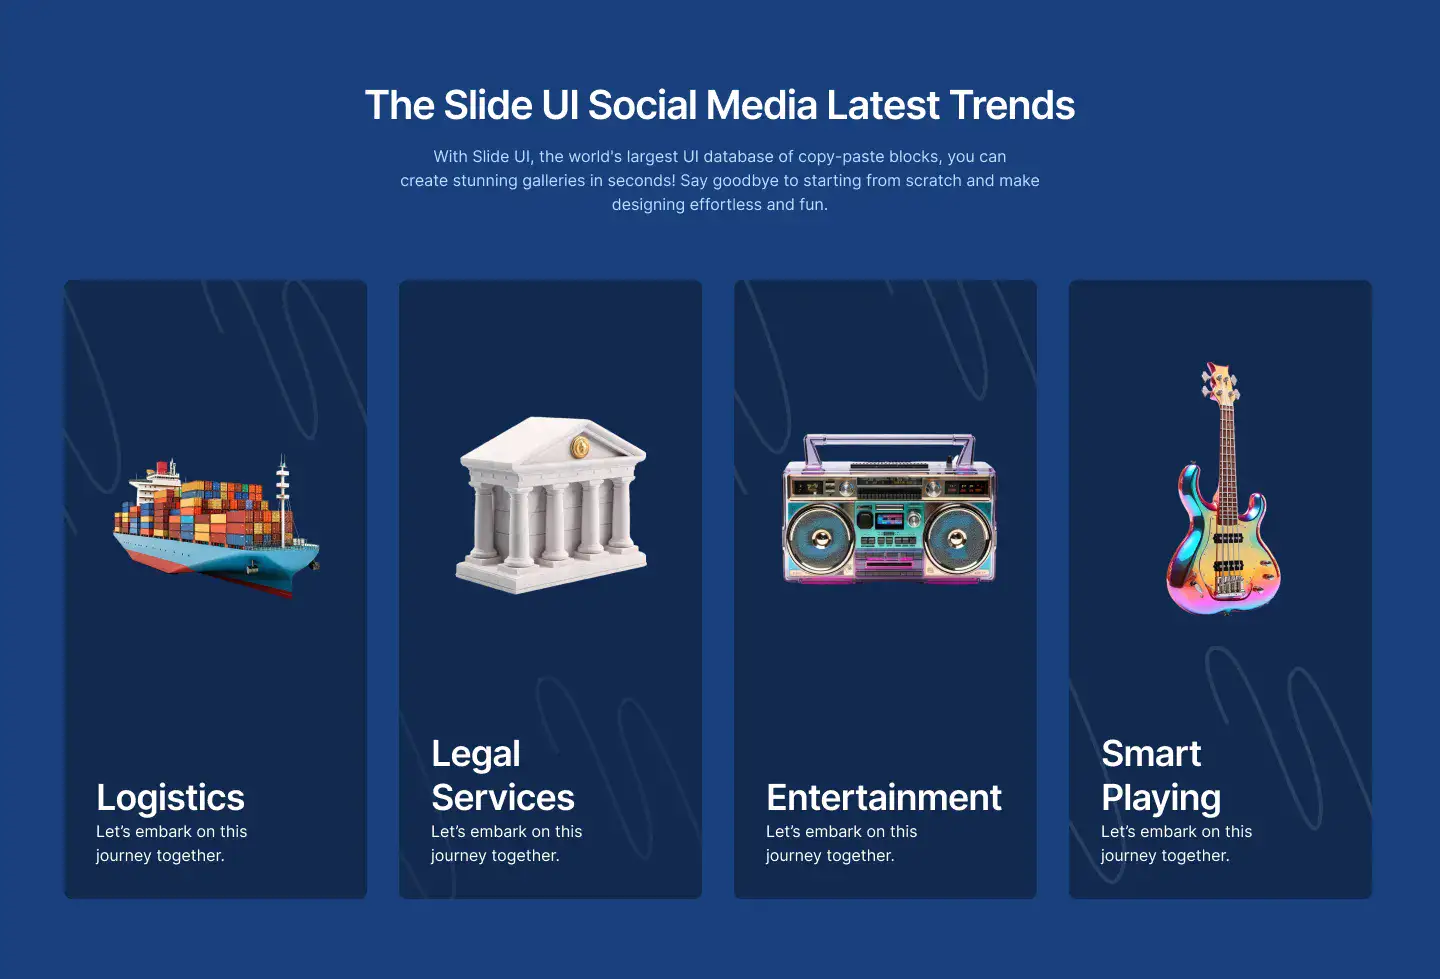 The Slide UI Social Media Latest Trends
With Slide UI, the world's largest UI database of copy-paste blocks, you can
create stunning galleries in seconds! Say goodbye to starting from scratch and make
designing effortless and fun.
Logistics
Let’s embark on this
journey together.
Legal
Services
Let’s embark on this
journey together.
Entertainment
Let’s embark on this
journey together.
Smart
Playing
Let’s embark on this
journey together.